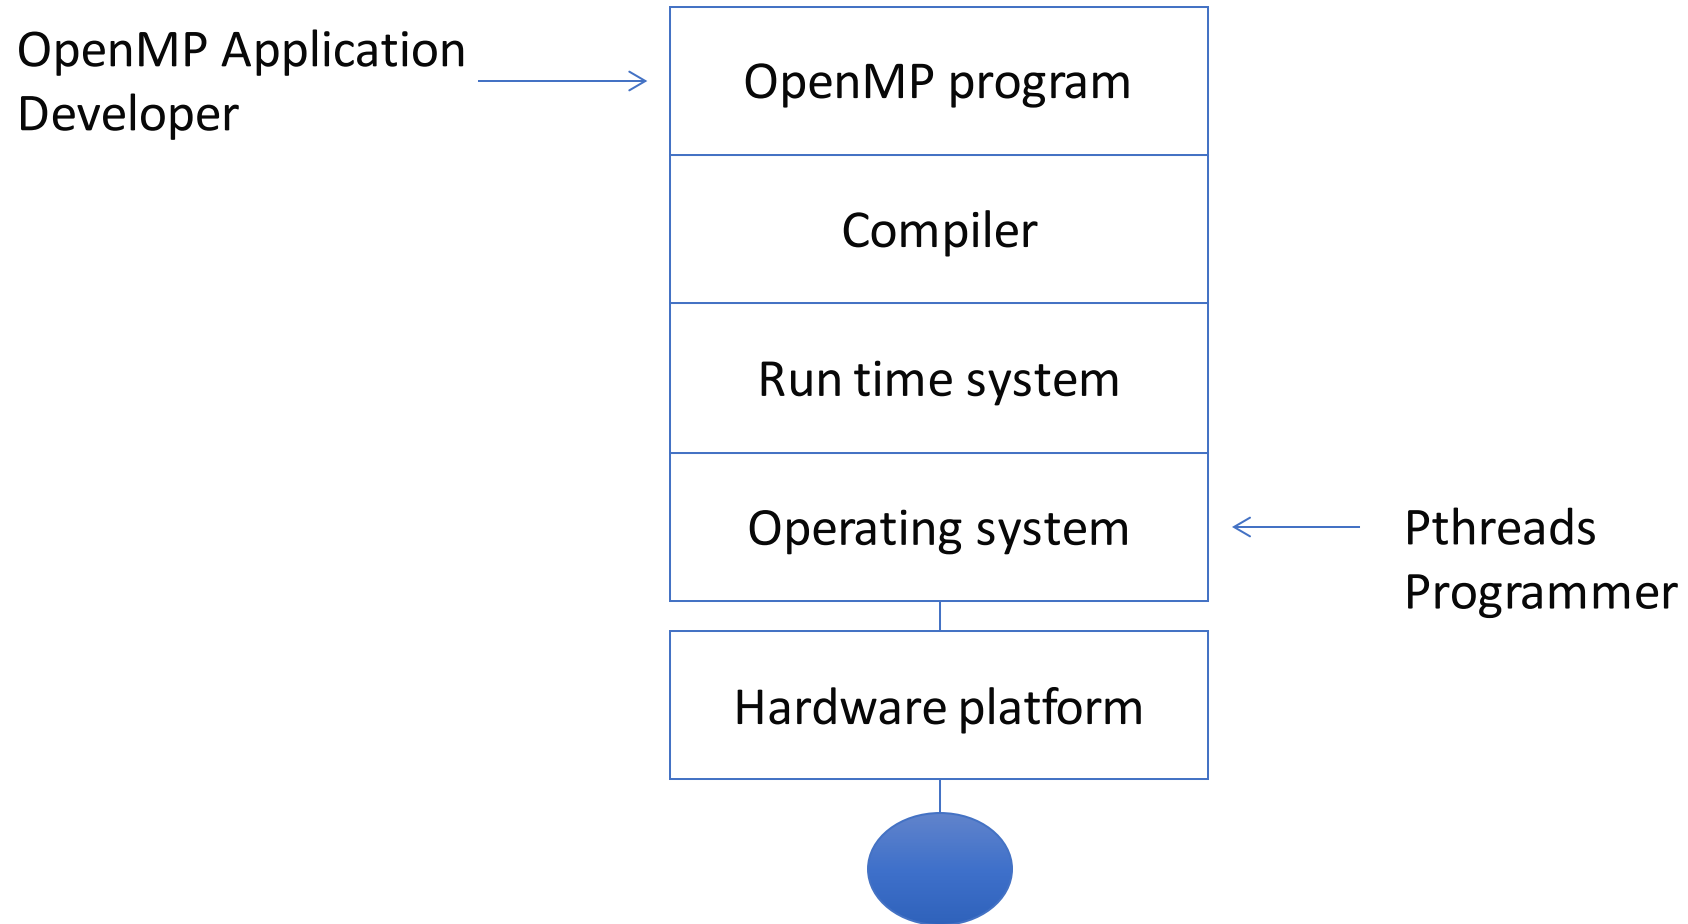 OpenMP Application
Developer
OpenMP program
Compiler
Run time system
Operating system
Pthreads
Programmer
Hardware platform